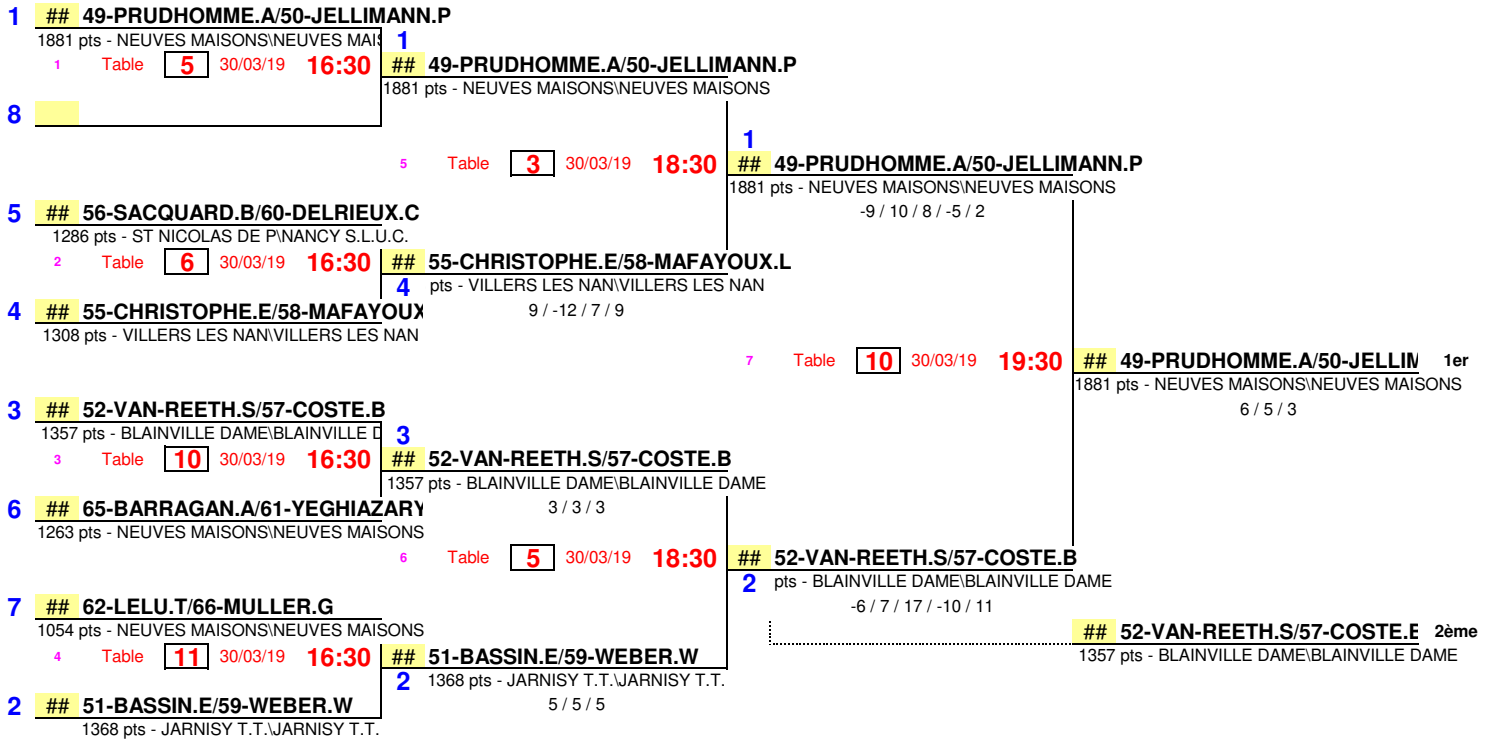 1 ## 49-PRUDHOMME.A/50-JELLIMANN.P
1881 pts - NEUVES MAISONS\NEUVES MAIS 1
1 Table 5 30/03/19 16:30 ## 49-PRUDHOMME.A/50-JELLIMANN.P
1881 pts - NEUVES MAISONS\NEUVES MAISONS
8
1
5 Table 3 30/03/19 18:30 ## 49-PRUDHOMME.A/50-JELLIMANN.P
1881 pts - NEUVES MAISONS\NEUVES MAISONS
5 ## 56-SACQUARD.B/60-DELRIEUX.C -9 / 10 / 8 / -5 / 2
1286 pts - ST NICOLAS DE P\NANCY S.L.U.C.
2 Table 6 30/03/19 16:30 ## 55-CHRISTOPHE.E/58-MAFAYOUX.L
4 pts - VILLERS LES NAN\VILLERS LES NAN
4 ## 55-CHRISTOPHE.E/58-MAFAYOUX 9 / -12 / 7 / 9
1308 pts - VILLERS LES NAN\VILLERS LES NAN
7 Table 10 30/03/19 19:30 ## 49-PRUDHOMME.A/50-JELLIM 1er
1881 pts - NEUVES MAISONS\NEUVES MAISONS
3 ## 52-VAN-REETH.S/57-COSTE.B 6 / 5 / 3
1357 pts - BLAINVILLE DAME\BLAINVILLE D 3
3 Table 10 30/03/19 16:30 ## 52-VAN-REETH.S/57-COSTE.B
1357 pts - BLAINVILLE DAME\BLAINVILLE DAME
6 ## 65-BARRAGAN.A/61-YEGHIAZARY 3 / 3 / 3
1263 pts - NEUVES MAISONS\NEUVES MAISONS
6 Table 5 30/03/19 18:30 ## 52-VAN-REETH.S/57-COSTE.B
2 pts - BLAINVILLE DAME\BLAINVILLE DAME
7 ## 62-LELU.T/66-MULLER.G -6 / 7 / 17 / -10 / 11
1054 pts - NEUVES MAISONS\NEUVES MAISONS ## 52-VAN-REETH.S/57-COSTE.B 2ème
4 Table 11 30/03/19 16:30 ## 51-BASSIN.E/59-WEBER.W 1357 pts - BLAINVILLE DAME\BLAINVILLE DAME
2 1368 pts - JARNISY T.T.\JARNISY T.T.
2 ## 51-BASSIN.E/59-WEBER.W 5 / 5 / 5
1368 pts - JARNISY T.T.\JARNISY T.T.